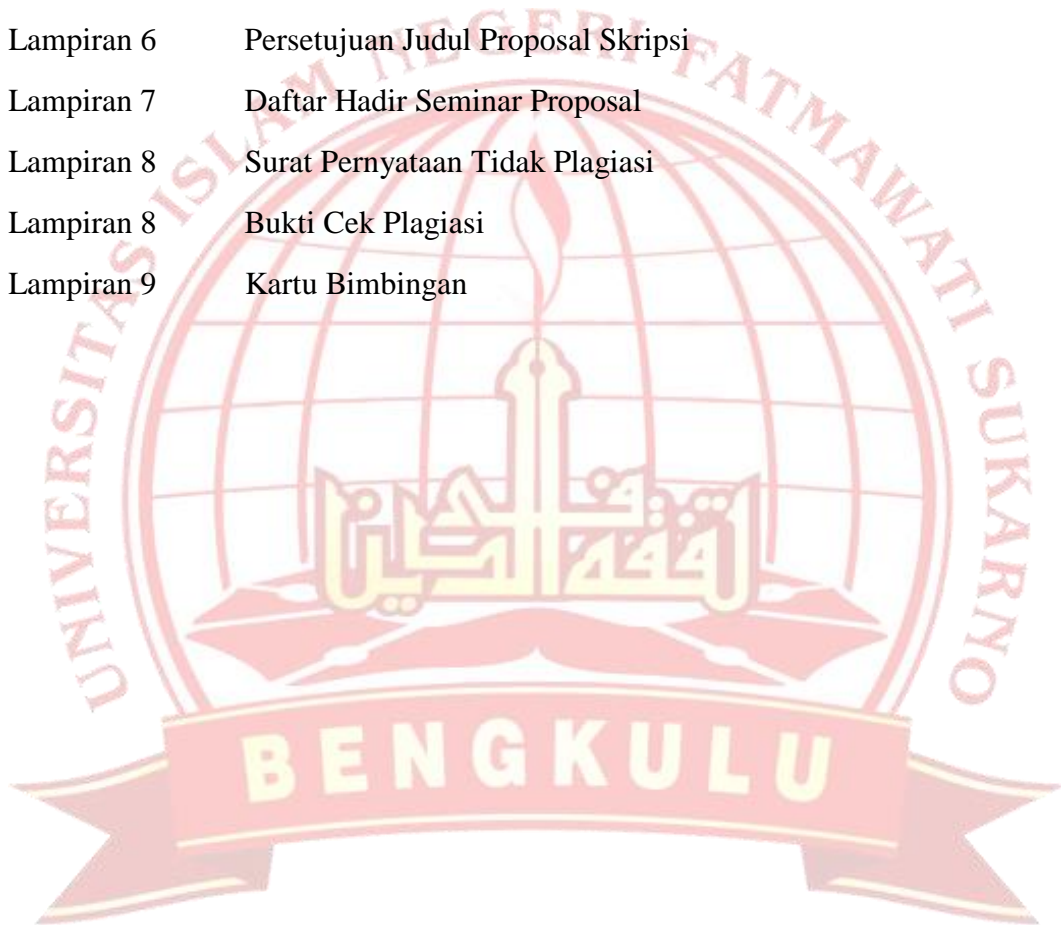 Lampiran 6 Persetujuan Judul Proposal Skripsi
Lampiran 7 Daftar Hadir Seminar Proposal
Lampiran 8 Surat Pernyataan Tidak Plagiasi
Lampiran 8 Bukti Cek Plagiasi
Lampiran 9 Kartu Bimbingan
UNIVERSITAS ISLAM NEGERI FATMAWATI SUKARNO
BENGKULU